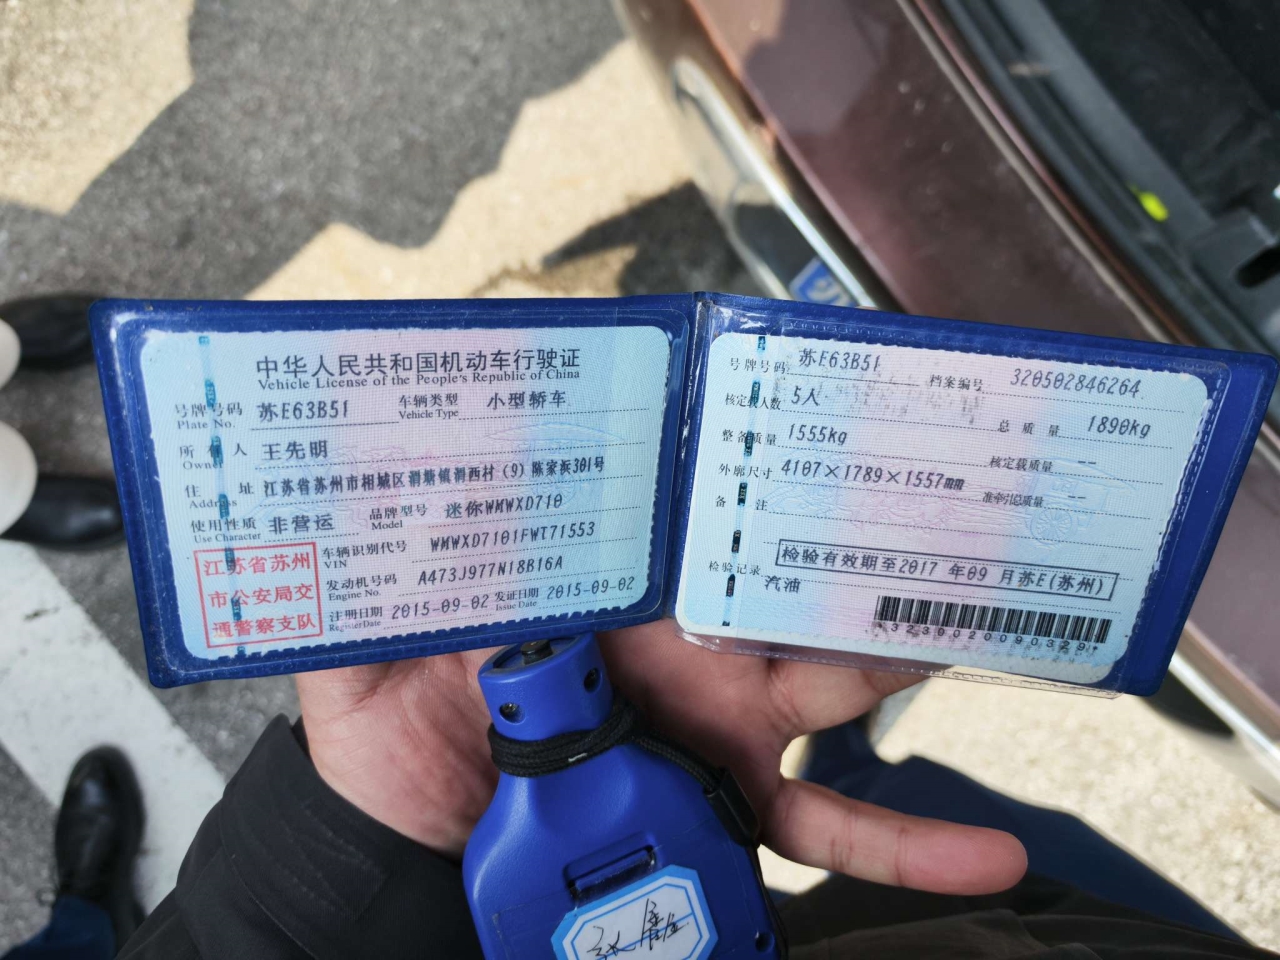 中华人民共和国机动车行驶证
Vehicle License of the People's Republic of China
号牌号码 苏E63B51 车辆类型 小型轿车
Plate No. Vehicle Type
所有人 王先明
Owner
住址 江苏省苏州市相城区渭塘镇渭西村(9)陈家浜301号
Address
使用性质 非营运 品牌型号 迷你WMWXD710
Use Character Model
江苏省苏州市公安局交通警察支队
车辆识别代号 WMWXD7101FWT71553
VIN
发动机号码 A473J977N18B16A
Engine No.
注册日期 2015-09-02 发证日期 2015-09-02
Register Date Issue Date
号牌号码 苏E63B51 档案编号 320502846264
核定载人数 5人 总质量 1890kg
整备质量 1555kg 核定载质量 --
外廓尺寸 4107×1789×1557mm 准牵引总质量 --
备注
检验记录 检验有效期至2017年09月苏E(苏州)
汽油
*3230020090329*